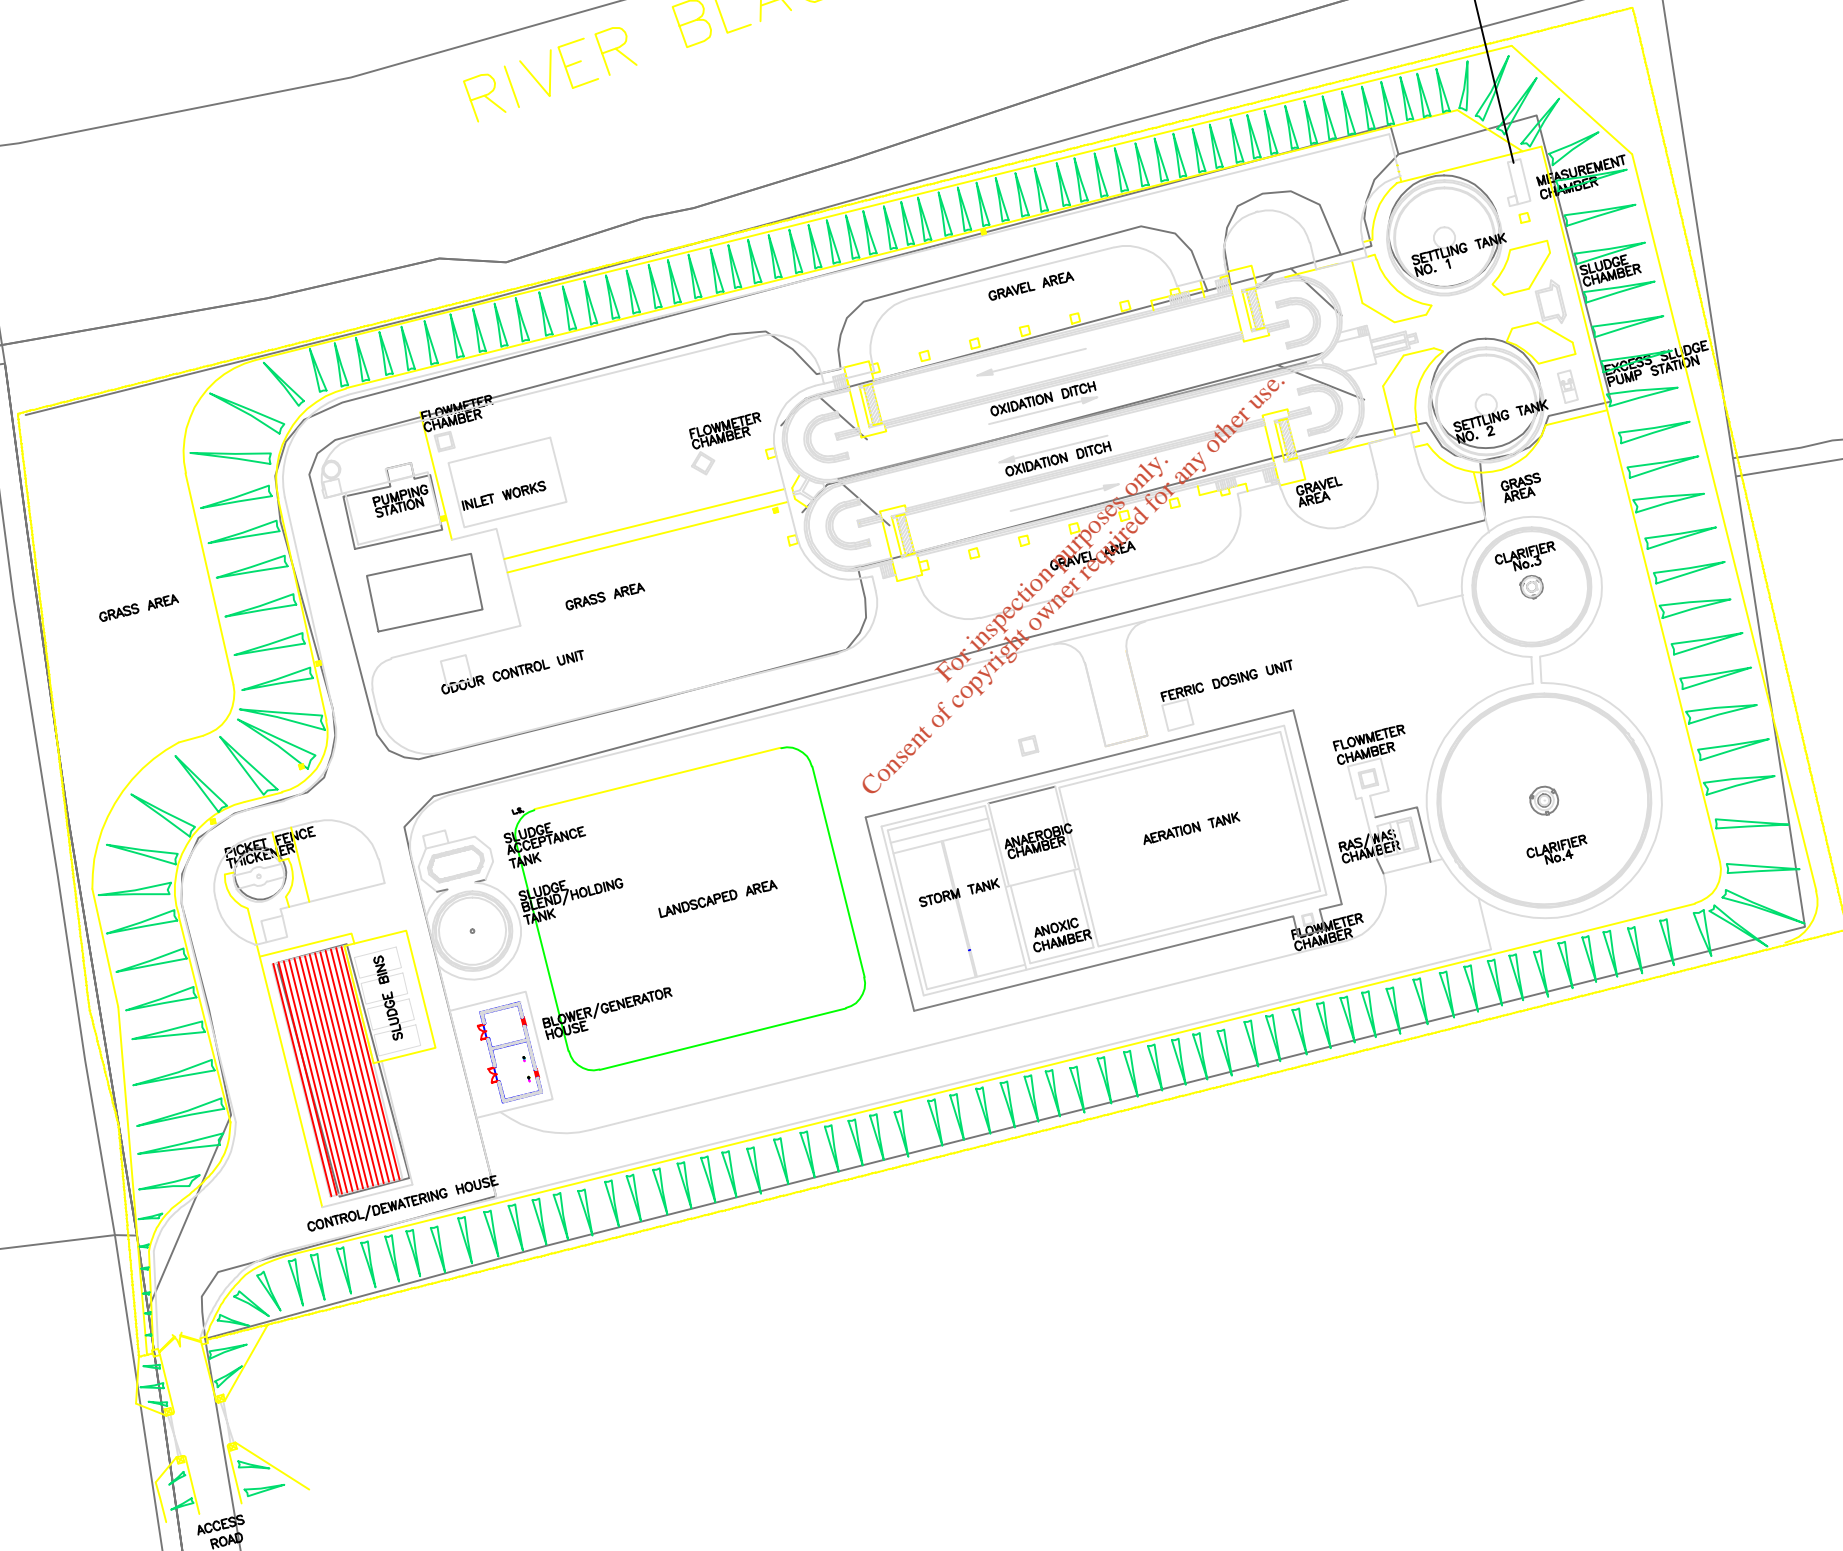 RIVER
MEASUREMENT
CHAMBER
SETTLING TANK
NO. 1
SLUDGE
CHAMBER
GRAVEL AREA
EXCESS SLUDGE
PUMP STATION
FLOWMETER
CHAMBER
FLOWMETER
CHAMBER
OXIDATION DITCH
SETTLING TANK
NO. 2
OXIDATION DITCH
PUMPING
STATION
INLET WORKS
GRAVEL
AREA
GRASS
AREA
GRAVEL AREA
CLARIFIER
No.3
GRASS AREA
GRASS AREA
For inspection purposes only.
Consent of copyright owner required for any other use.
ODOUR CONTROL UNIT
FERRIC DOSING UNIT
FLOWMETER
CHAMBER
PICKET FENCE
THICKENER
SLUDGE
ACCEPTANCE
TANK
ANAEROBIC
CHAMBER
AERATION TANK
RAS/WAS
CHAMBER
CLARIFIER
No.4
SLUDGE
BLEND/HOLDING
TANK
LANDSCAPED AREA
STORM TANK
ANOXIC
CHAMBER
FLOWMETER
CHAMBER
SLUDGE BINS
BLOWER/GENERATOR
HOUSE
CONTROL/DEWATERING HOUSE
ACCESS
ROAD